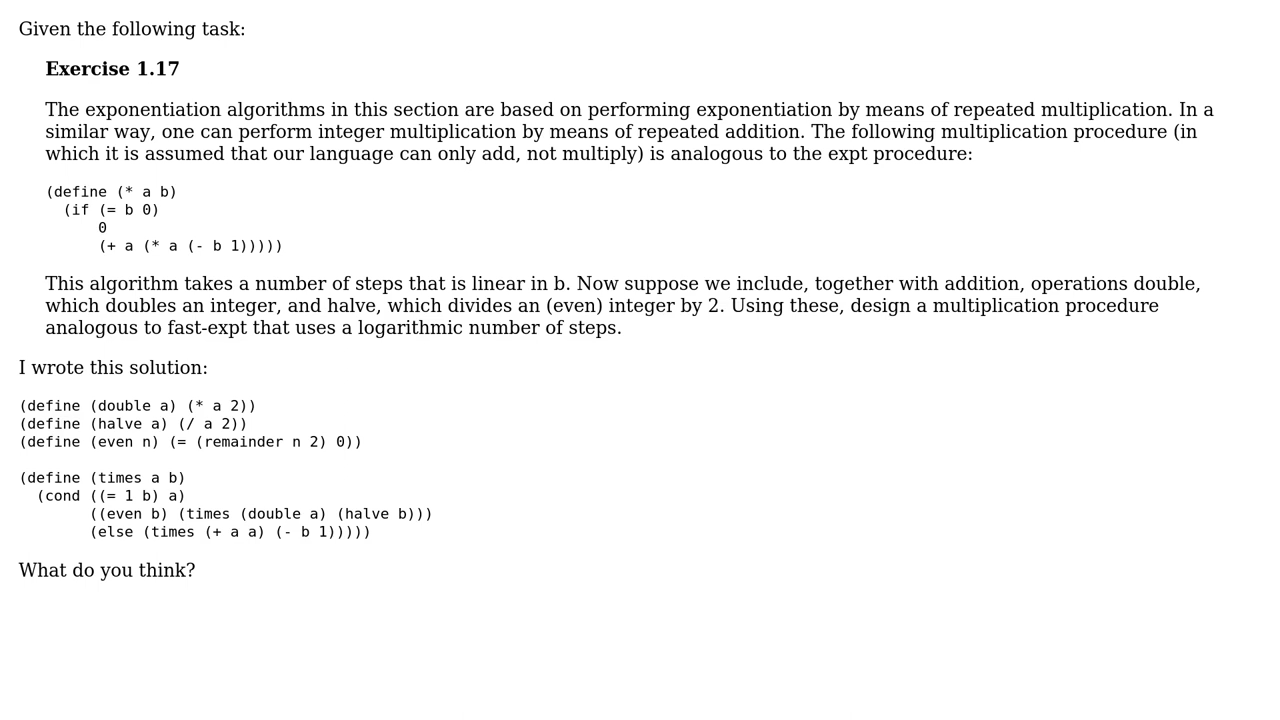 Given the following task:
Exercise 1.17
The exponentiation algorithms in this section are based on performing exponentiation by means of repeated multiplication. In a
similar way, one can perform integer multiplication by means of repeated addition. The following multiplication procedure (in
which it is assumed that our language can only add, not multiply) is analogous to the expt procedure:
(define (* a b)
  (if (= b 0)
      0
      (+ a (* a (- b 1)))))
This algorithm takes a number of steps that is linear in b. Now suppose we include, together with addition, operations double,
which doubles an integer, and halve, which divides an (even) integer by 2. Using these, design a multiplication procedure
analogous to fast-expt that uses a logarithmic number of steps.
I wrote this solution:
(define (double a) (* a 2))
(define (halve a) (/ a 2))
(define (even n) (= (remainder n 2) 0))
(define (times a b)
  (cond ((= 1 b) a)
        ((even b) (times (double a) (halve b)))
        (else (times (+ a a) (- b 1)))))
What do you think?